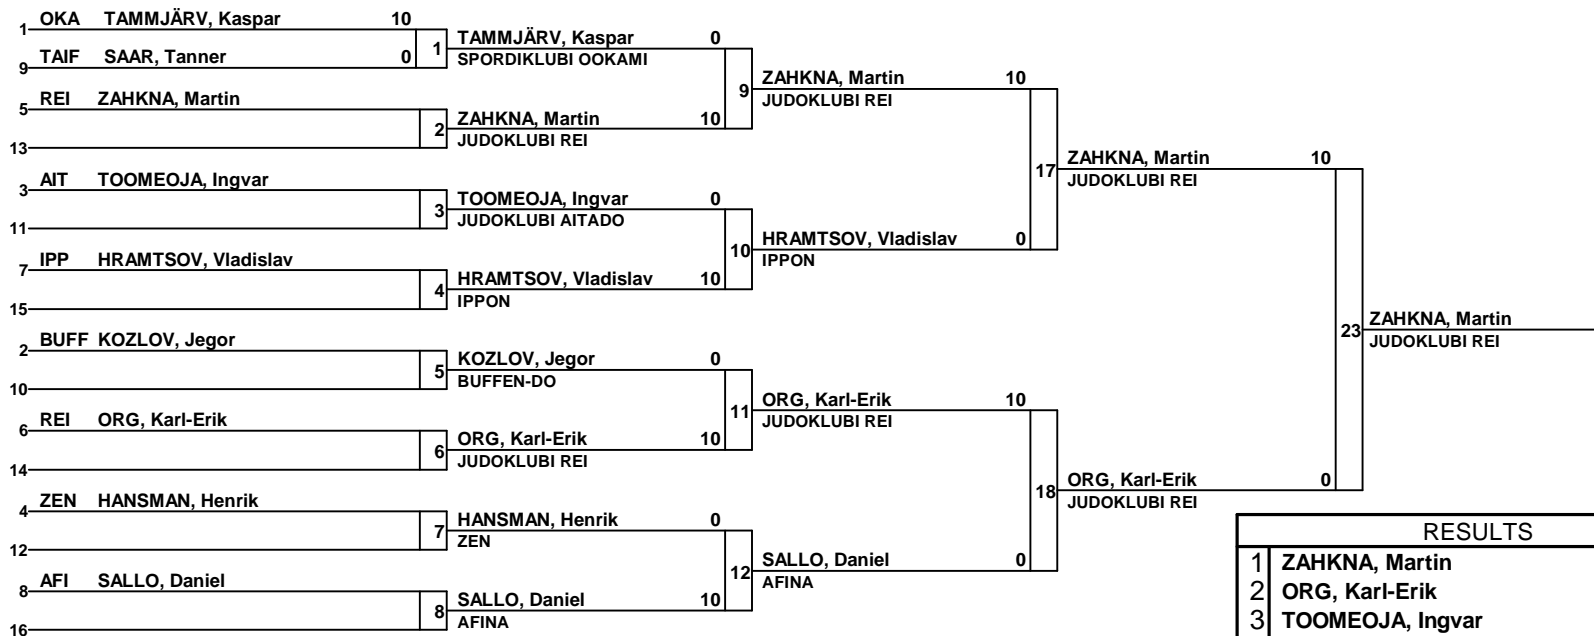 1 OKA TAMMJÄRV, Kaspar 10
9 TAIF SAAR, Tanner 0
1
5 REI ZAHKNA, Martin
13
2
3 AIT TOOMEOJA, Ingvar
11
3
7 IPP HRAMTSOV, Vladislav
15
4
2 BUFF KOZLOV, Jegor
10
5
6 REI ORG, Karl-Erik
14
6
4 ZEN HANSMAN, Henrik
12
7
8 AFI SALLO, Daniel
16
8
TAMMJÄRV, Kaspar 0
SPORDIKLUBI OOKAMI
9
ZAHKNA, Martin 10
JUDOKLUBI REI
TOOMEOJA, Ingvar 0
JUDOKLUBI AITADO
10
HRAMTSOV, Vladislav 10
IPPON
KOZLOV, Jegor 0
BUFFEN-DO
11
ORG, Karl-Erik 10
JUDOKLUBI REI
HANSMAN, Henrik 0
ZEN
12
SALLO, Daniel 10
AFINA
ZAHKNA, Martin 10
JUDOKLUBI REI
17
HRAMTSOV, Vladislav 0
IPPON
ORG, Karl-Erik 10
JUDOKLUBI REI
18
SALLO, Daniel 0
AFINA
ZAHKNA, Martin 10
JUDOKLUBI REI
23
ORG, Karl-Erik 0
JUDOKLUBI REI
ZAHKNA, Martin
JUDOKLUBI REI
RESULTS
1 ZAHKNA, Martin
2 ORG, Karl-Erik
3 TOOMEOJA, Ingvar